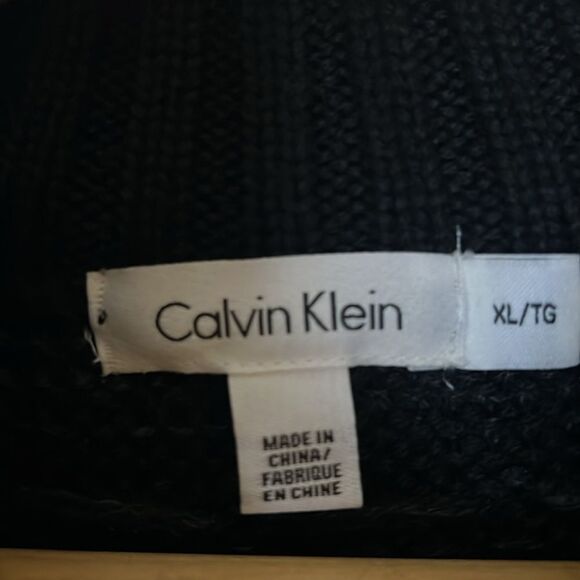 Calvin Klein
XL/TG
MADE IN
CHINA/
FABRIQUE
EN CHINE